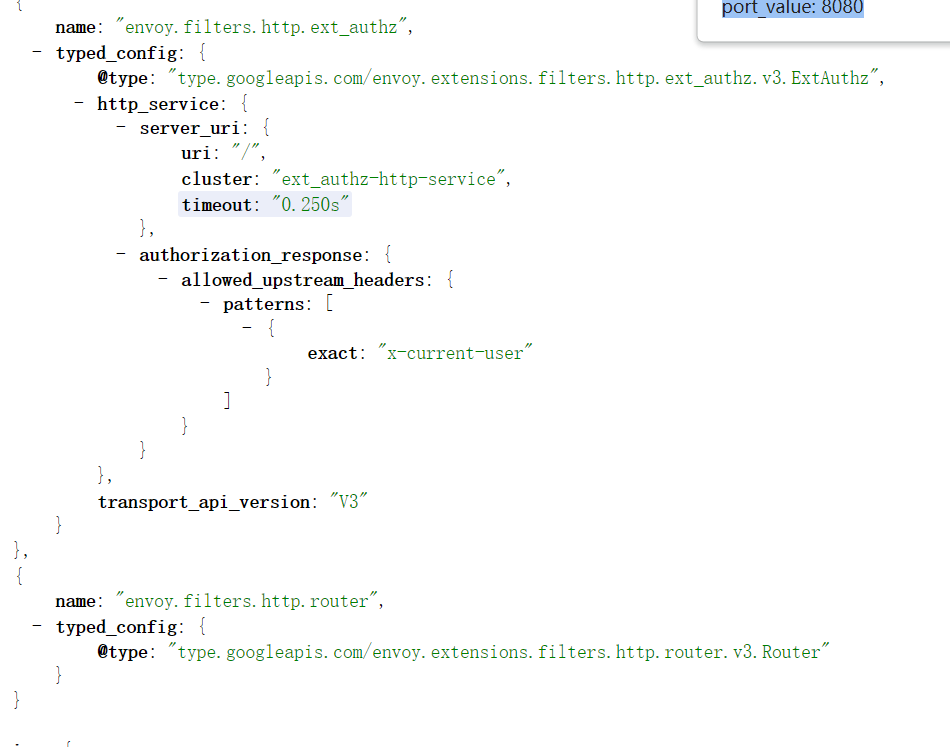 port_value: 8080
{
name: "envoy.filters.http.ext_authz",
- typed_config: {
@type: "type.googleapis.com/envoy.extensions.filters.http.ext_authz.v3.ExtAuthz",
- http_service: {
- server_uri: {
uri: "/",
cluster: "ext_authz-http-service",
timeout: "0.250s"
},
- authorization_response: {
- allowed_upstream_headers: {
- patterns: [
- {
exact: "x-current-user"
}
]
}
}
},
transport_api_version: "V3"
}
},
{
name: "envoy.filters.http.router",
- typed_config: {
@type: "type.googleapis.com/envoy.extensions.filters.http.router.v3.Router"
}
}